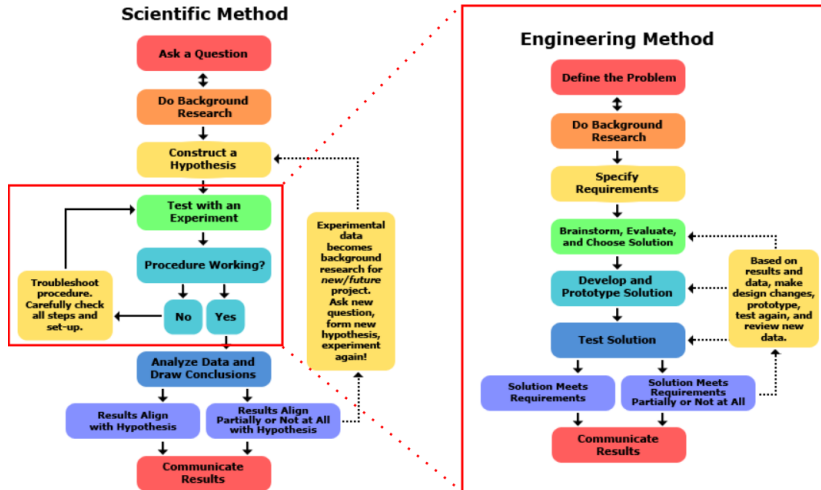 Scientific Method
Ask a Question
Do Background
Research
Construct a
Hypothesis
Test with an
Experiment
Procedure Working?
No
Yes
Troubleshoot
procedure.
Carefully check
all steps and
set-up.
Experimental
data
becomes
background
research for
new/future
project.
Ask new
question,
form new
hypothesis,
experiment
again!
Analyze Data and
Draw Conclusions
Results Align
with Hypothesis
Results Align
Partially or Not at All
with Hypothesis
Communicate
Results
Engineering Method
Define the Problem
Do Background
Research
Specify
Requirements
Brainstorm, Evaluate,
and Choose Solution
Develop and
Prototype Solution
Test Solution
Based on
results and
data, make
design changes,
prototype,
test again, and
review new
data.
Solution Meets
Requirements
Solution Meets
Requirements
Partially or Not at All
Communicate
Results